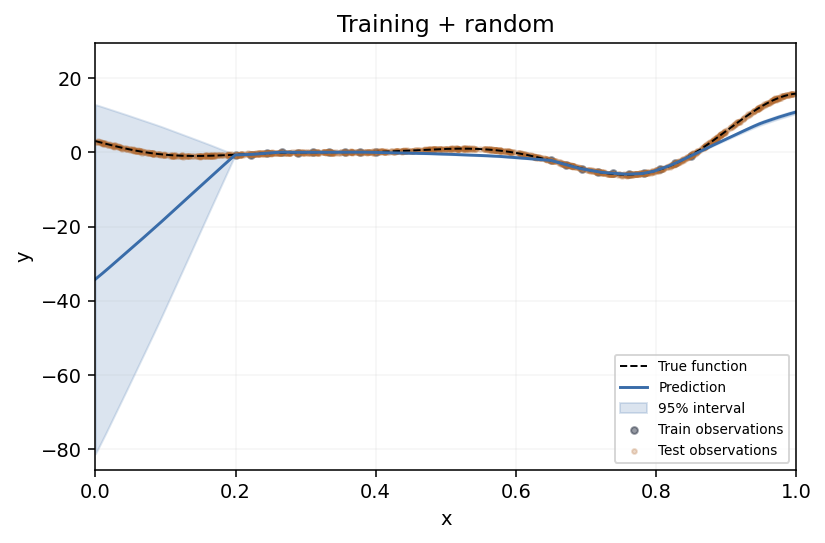 Training + random
20
0
−20
−40
−60
−80
y
True function
Prediction
95% interval
Train observations
Test observations
0.0 0.2 0.4 0.6 0.8 1.0
x